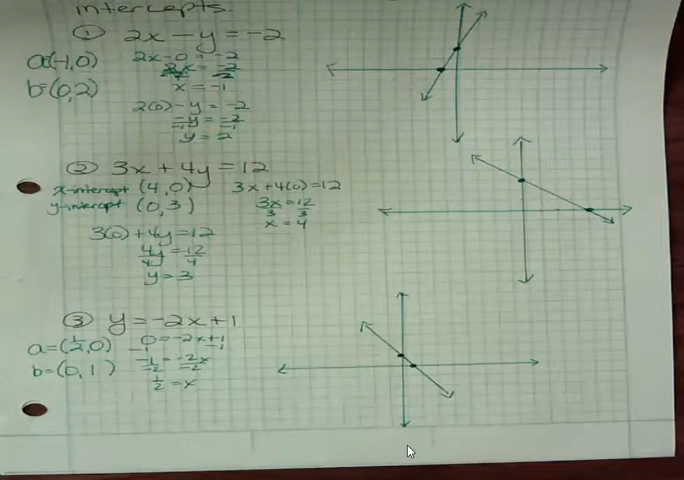 intercepts.
① 2x - y = -2
a=(-1,0) 2x-0 = -2
b=(0,2) 2x/2 = -2/2
x = -1
2(0) - y = -2
-y/-1 = -2/-1
y = 2
② 3x + 4y = 12
x-intercept (4,0) 3x+4(0)=12
y-intercept (0,3) 3x/3 = 12/3
x = 4
3(0)+4y=12
4y/4 = 12/4
y = 3
③ y = -2x+1
a=(1/2,0) 0 = -2x+1
-1 -1
b=(0,1) -1/-2 = -2x/-2
1/2 = x